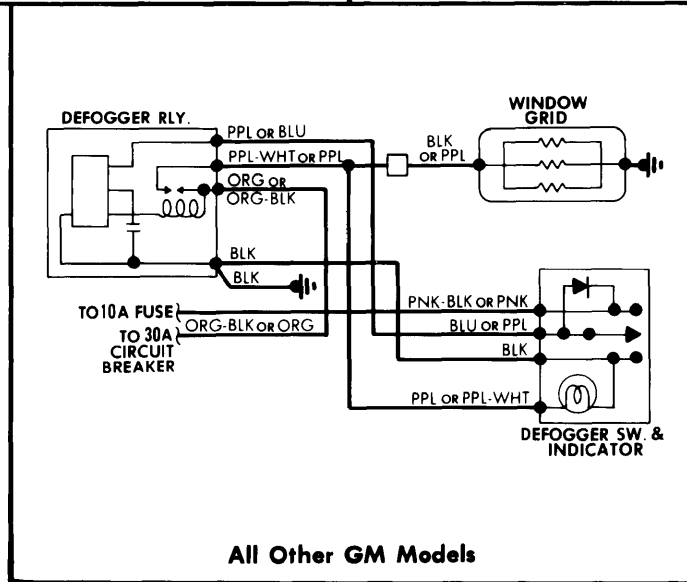 DEFOGGER RLY.
PPL OR BLU
PPL-WHT OR PPL
ORG OR
ORG-BLK
BLK
BLK
BLK
OR PPL
WINDOW
GRID
TO 10A FUSE
ORG-BLK OR ORG
TO 30A
CIRCUIT
BREAKER
PNK-BLK OR PNK
BLU OR PPL
BLK
PPL OR PPL-WHT
DEFOGGER SW. &
INDICATOR
All Other GM Models